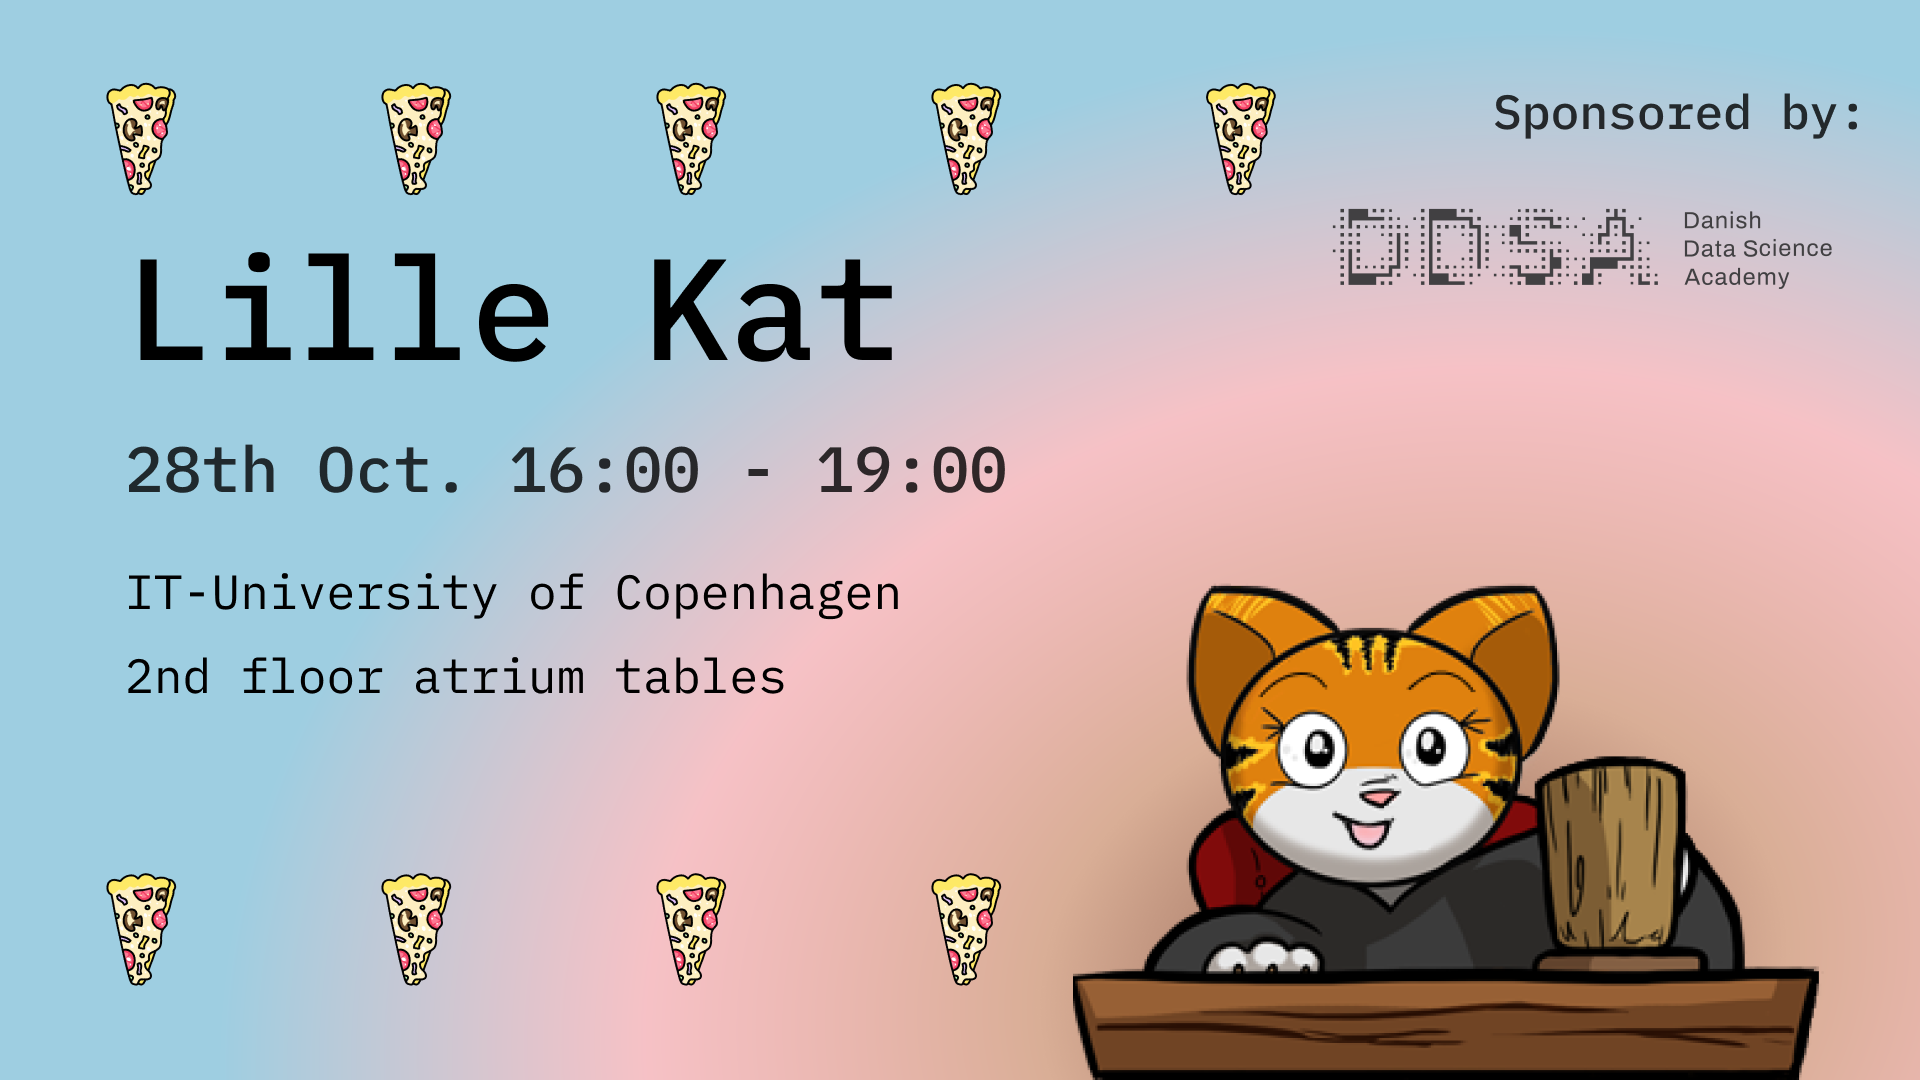 Sponsored by:
DDSA
Danish
Data Science
Academy
Lille Kat
28th Oct. 16:00 - 19:00
IT-University of Copenhagen
2nd floor atrium tables